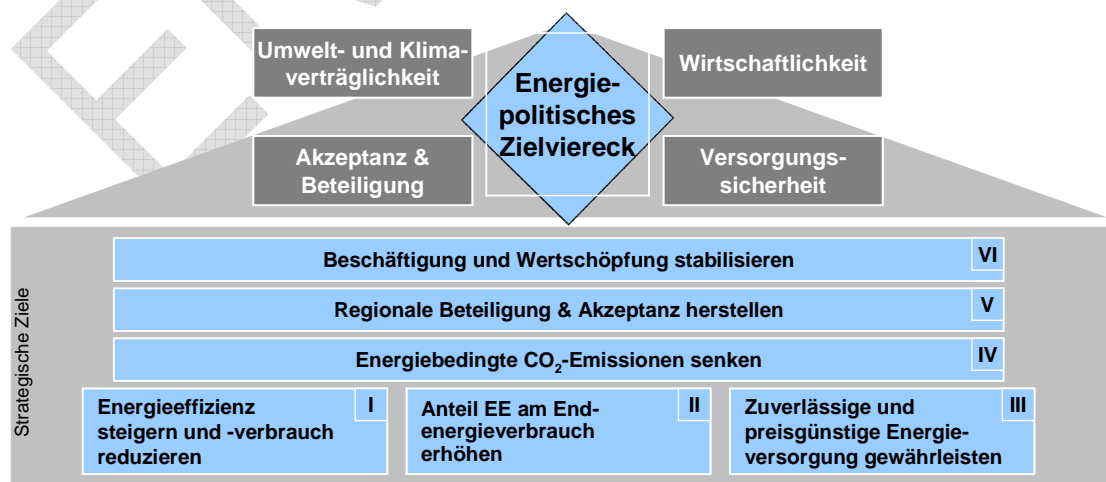 Umwelt- und Klima-
verträglichkeit
Energie-
politisches
Zielviereck
Wirtschaftlichkeit
Akzeptanz &
Beteiligung
Versorgungs-
sicherheit
Strategische Ziele
Beschäftigung und Wertschöpfung stabilisieren VI
Regionale Beteiligung & Akzeptanz herstellen V
Energiebedingte CO₂-Emissionen senken IV
Energieeffizienz I
steigern und -verbrauch
reduzieren
Anteil EE am End- II
energieverbrauch
erhöhen
Zuverlässige und III
preisgünstige Energie-
versorgung gewährleisten